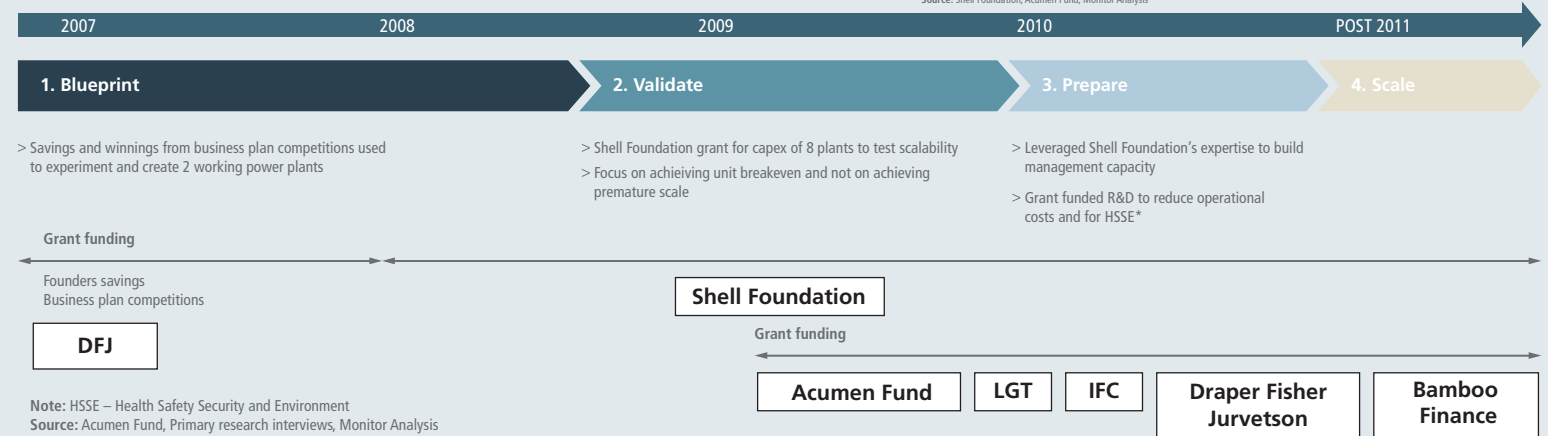 Source: Shell Foundation, Acumen Fund, Monitor Analysis
2007 2008 2009 2010 POST 2011
1. Blueprint 2. Validate 3. Prepare 4. Scale
> Savings and winnings from business plan competitions used
to experiment and create 2 working power plants
> Shell Foundation grant for capex of 8 plants to test scalability
> Focus on achieiving unit breakeven and not on achieving
premature scale
> Leveraged Shell Foundation's expertise to build
management capacity
> Grant funded R&D to reduce operational
costs and for HSSE*
Grant funding
Founders savings
Business plan competitions
DFJ
Shell Foundation
Grant funding
Acumen Fund
LGT
IFC
Draper Fisher
Jurvetson
Bamboo
Finance
Note: HSSE – Health Safety Security and Environment
Source: Acumen Fund, Primary research interviews, Monitor Analysis